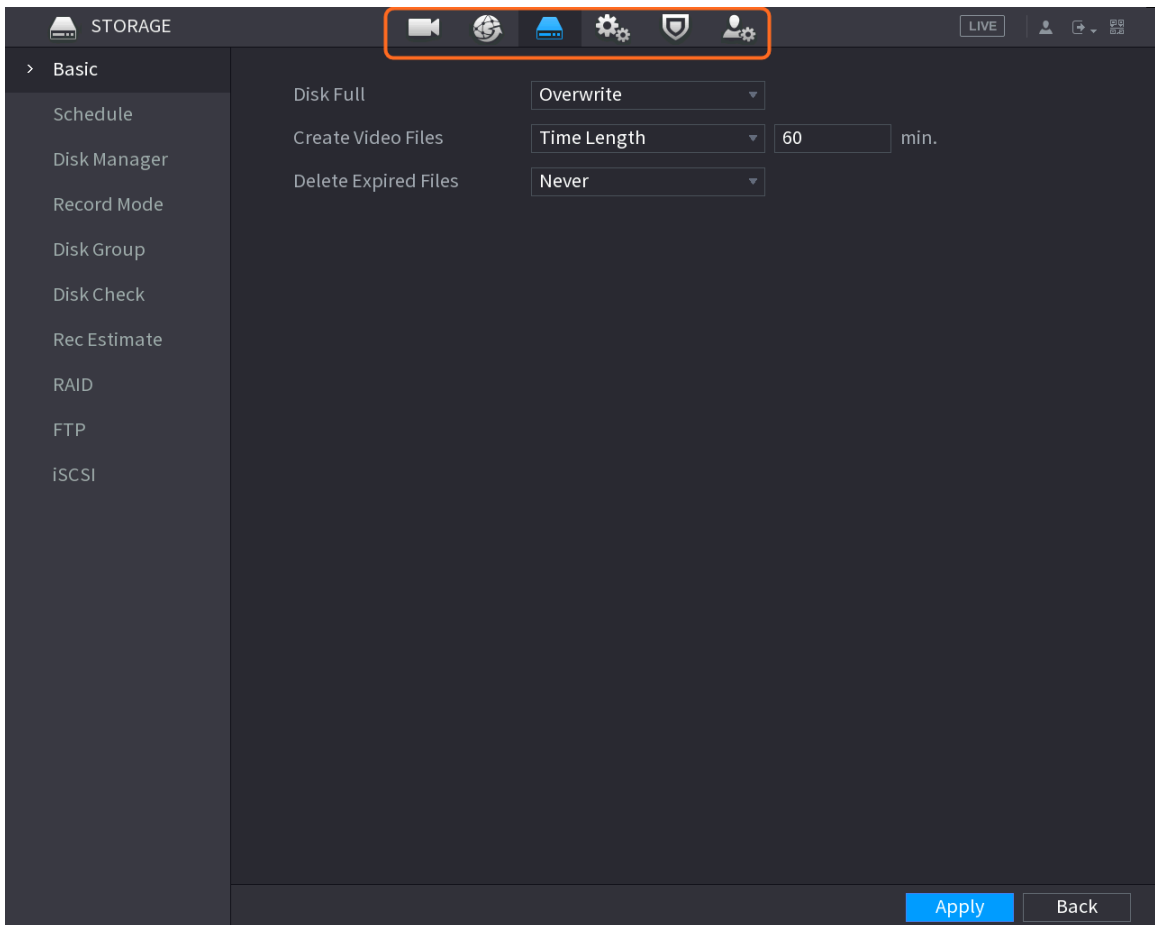 STORAGE LIVE
Basic
Schedule
Disk Manager
Record Mode
Disk Group
Disk Check
Rec Estimate
RAID
FTP
iSCSI
Disk Full Overwrite
Create Video Files Time Length 60 min.
Delete Expired Files Never
Apply Back